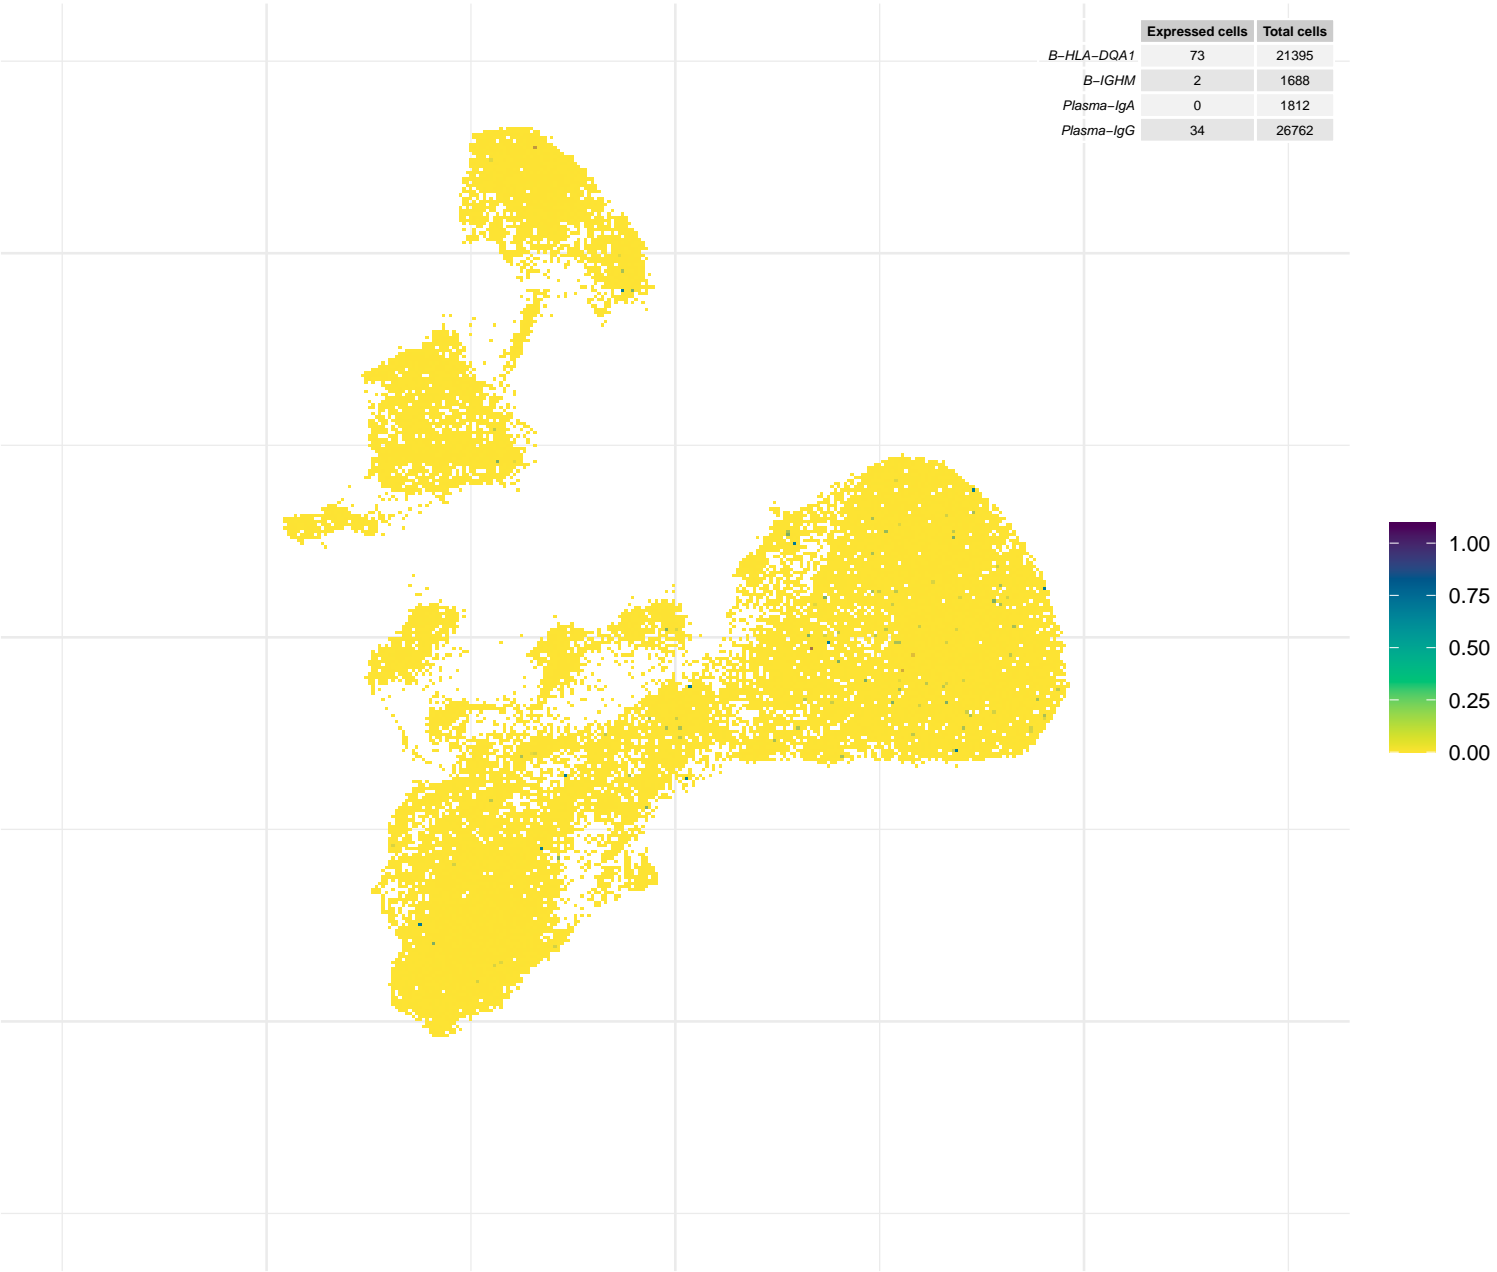 Expressed cells Total cells
B−HLA−DQA1 73 21395
B−IGHM 2 1688
Plasma−IgA 0 1812
Plasma−IgG 34 26762
1.00
0.75
0.50
0.25
0.00